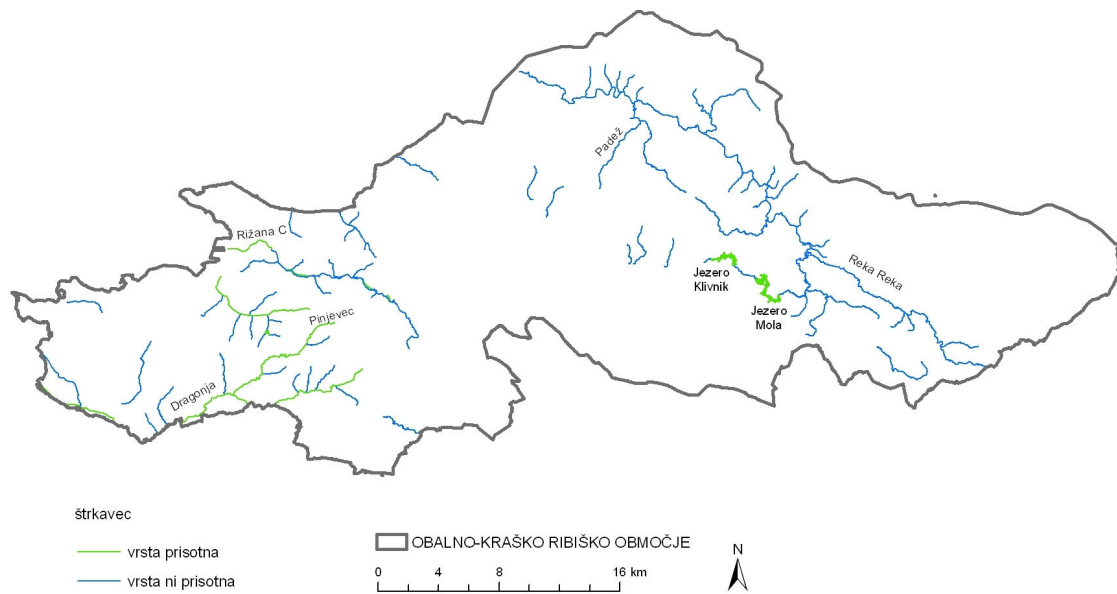 Padež
Rižana C
Jezero
Klivnik
Reka Reka
Jezero
Mola
Pinjevec
Dragonja
štrkavec
vrsta prisotna
vrsta ni prisotna
OBALNO-KRAŠKO RIBIŠKO OBMOČJE
0 4 8 16 km
N